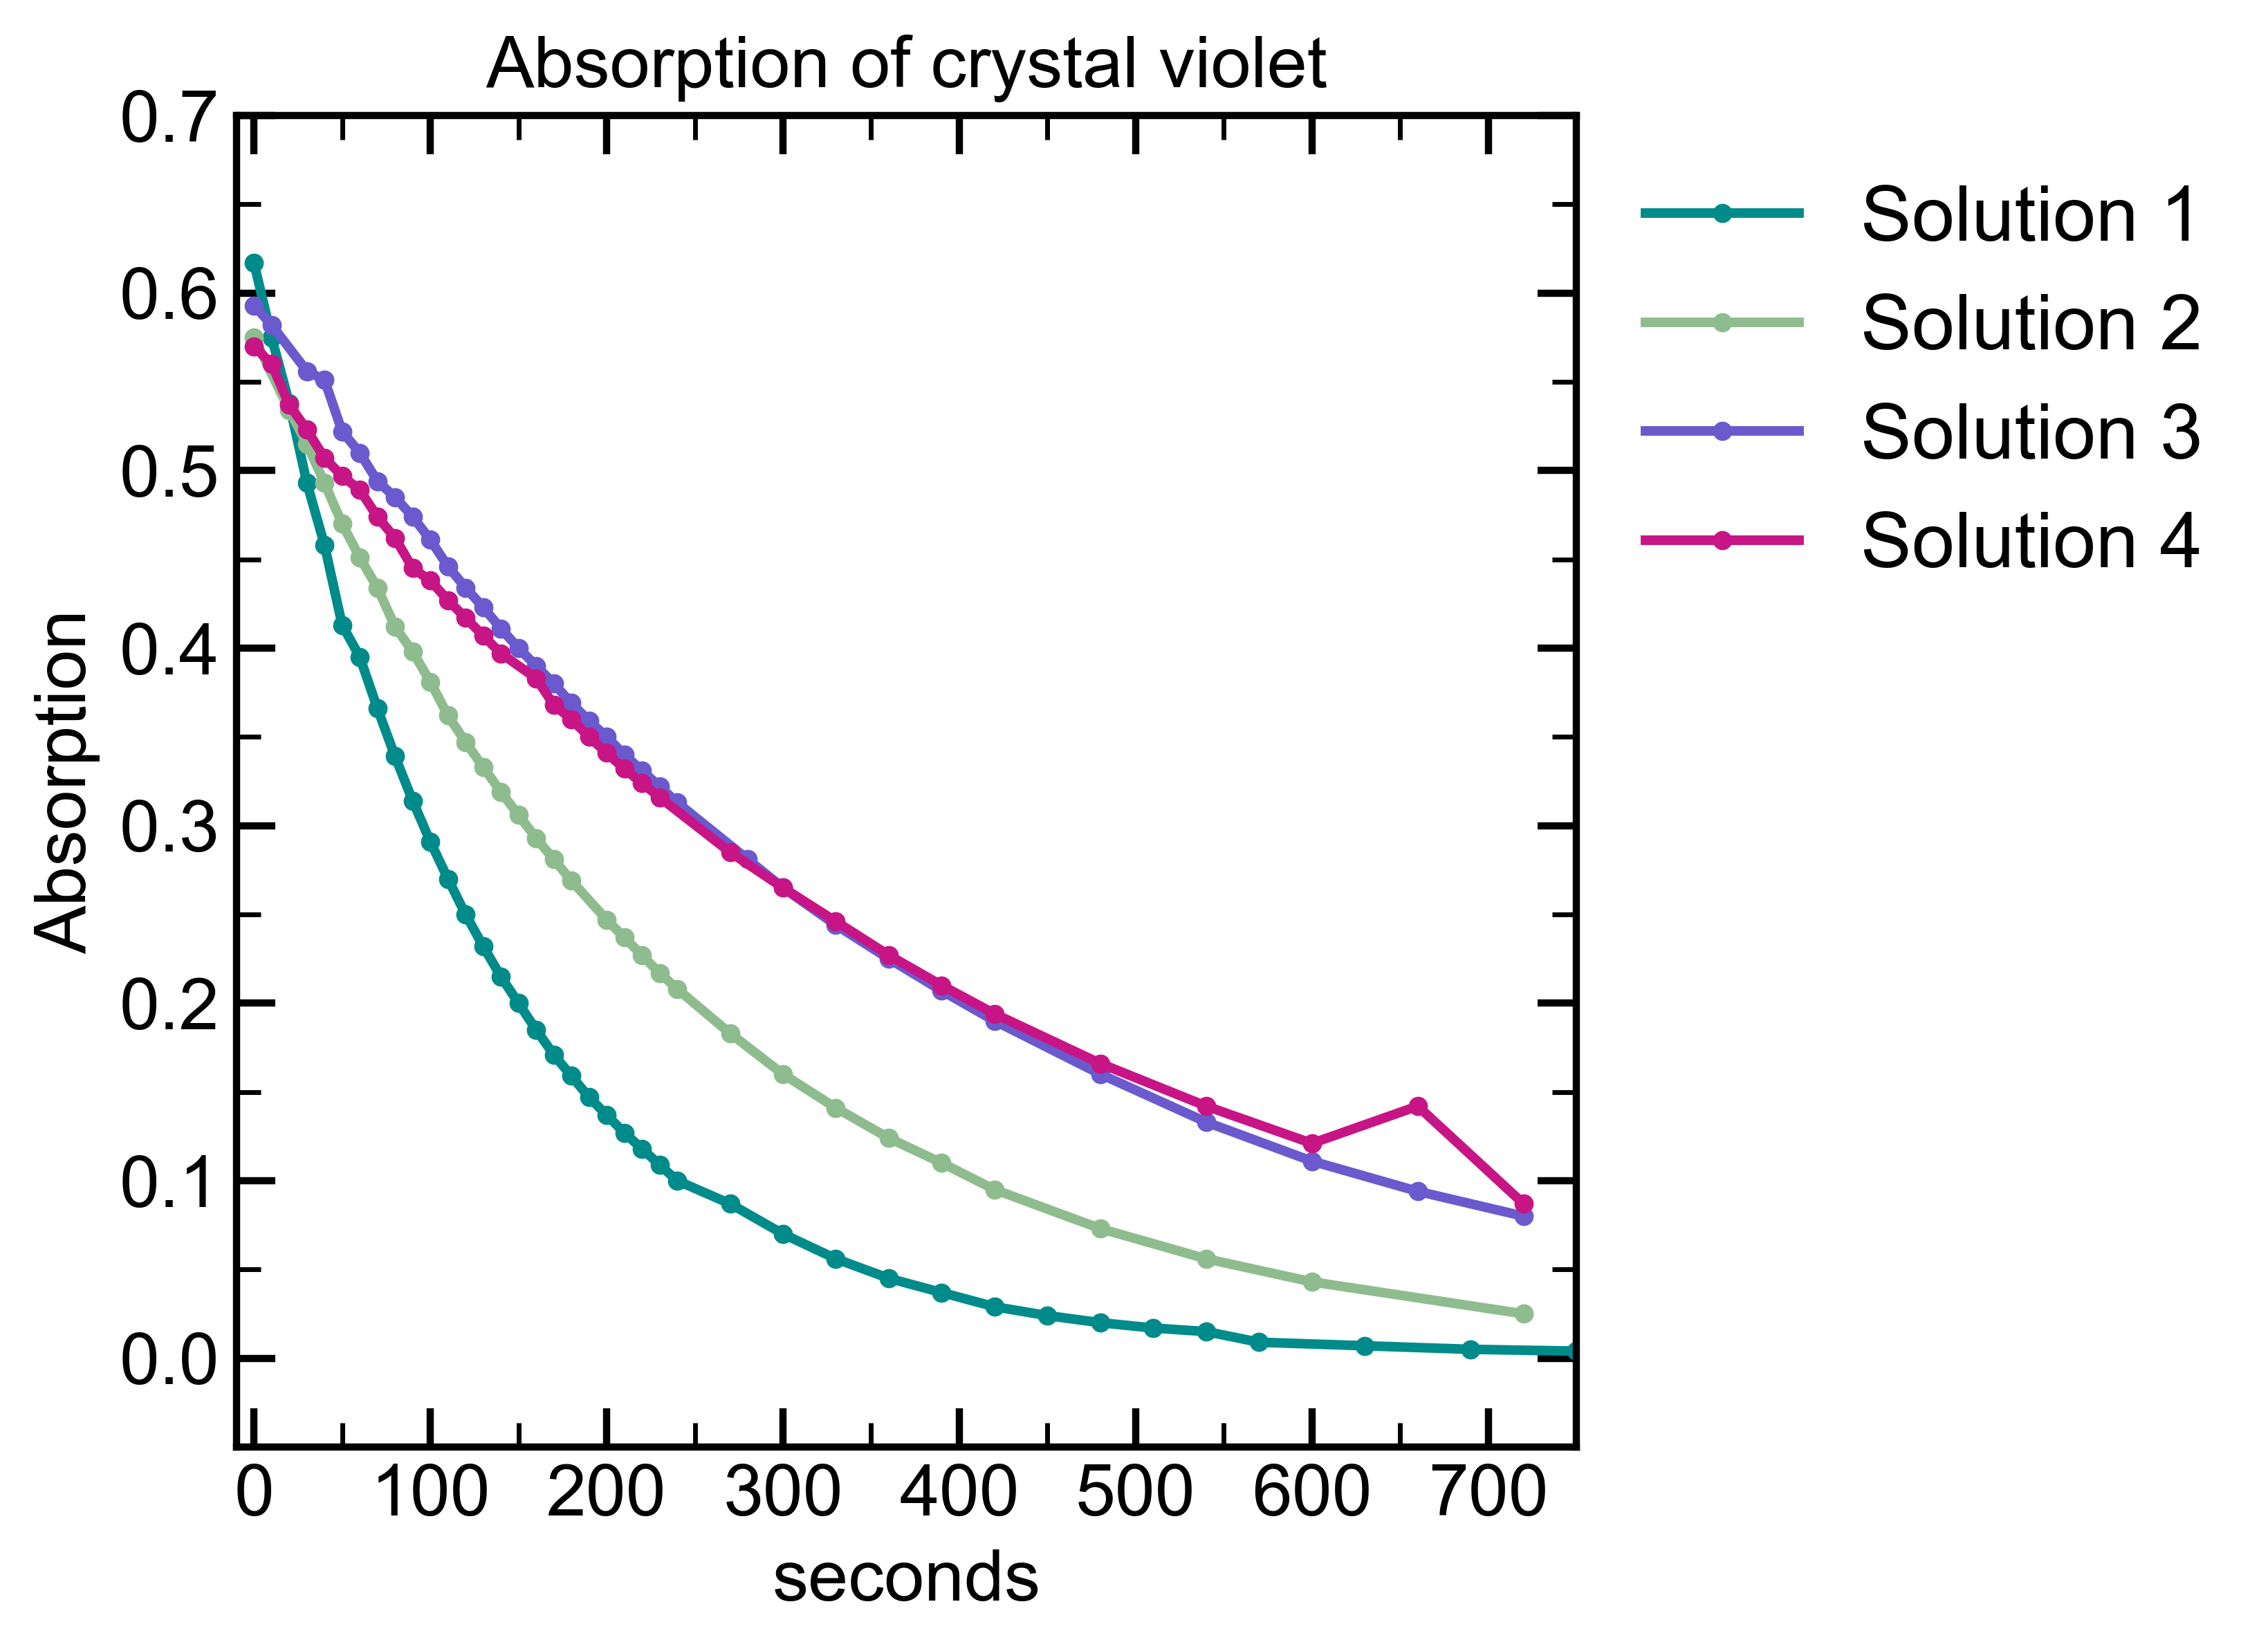 Absorption of crystal violet
0.7
0.6
0.5
0.4
0.3
0.2
0.1
0.0
Absorption
0 100 200 300 400 500 600 700
seconds
Solution 1
Solution 2
Solution 3
Solution 4